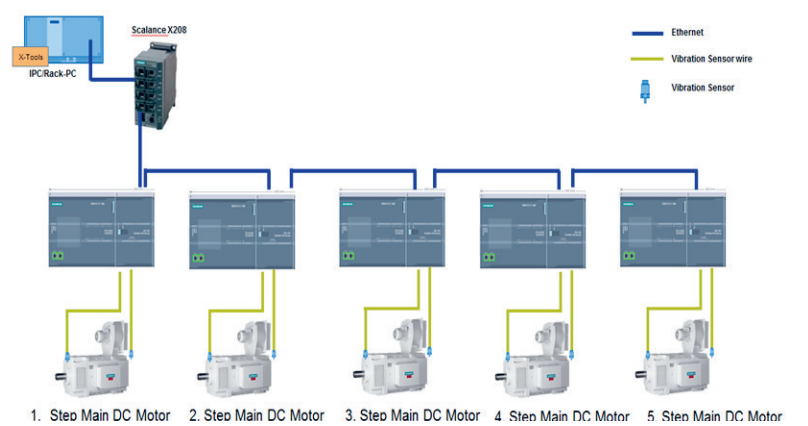 Scalance X208
X-Tools
IPC/Rack-PC
Ethernet
Vibration Sensor wire
Vibration Sensor
1. Step Main DC Motor
2. Step Main DC Motor
3. Step Main DC Motor
4. Step Main DC Motor
5. Step Main DC Motor